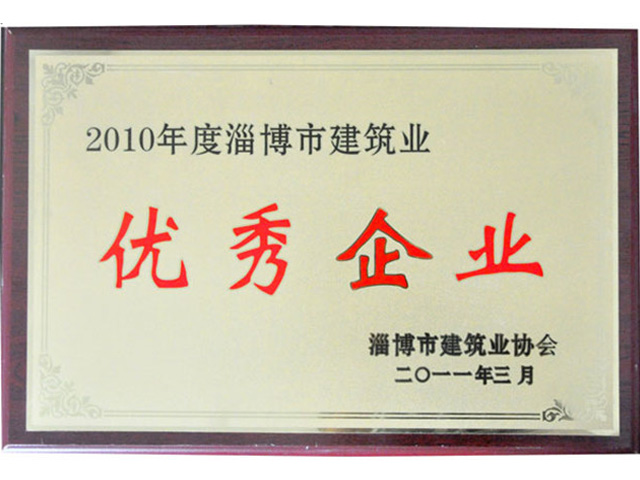 2010年度淄博市建筑业
优秀企业
淄博市建筑业协会
二〇一一年三月